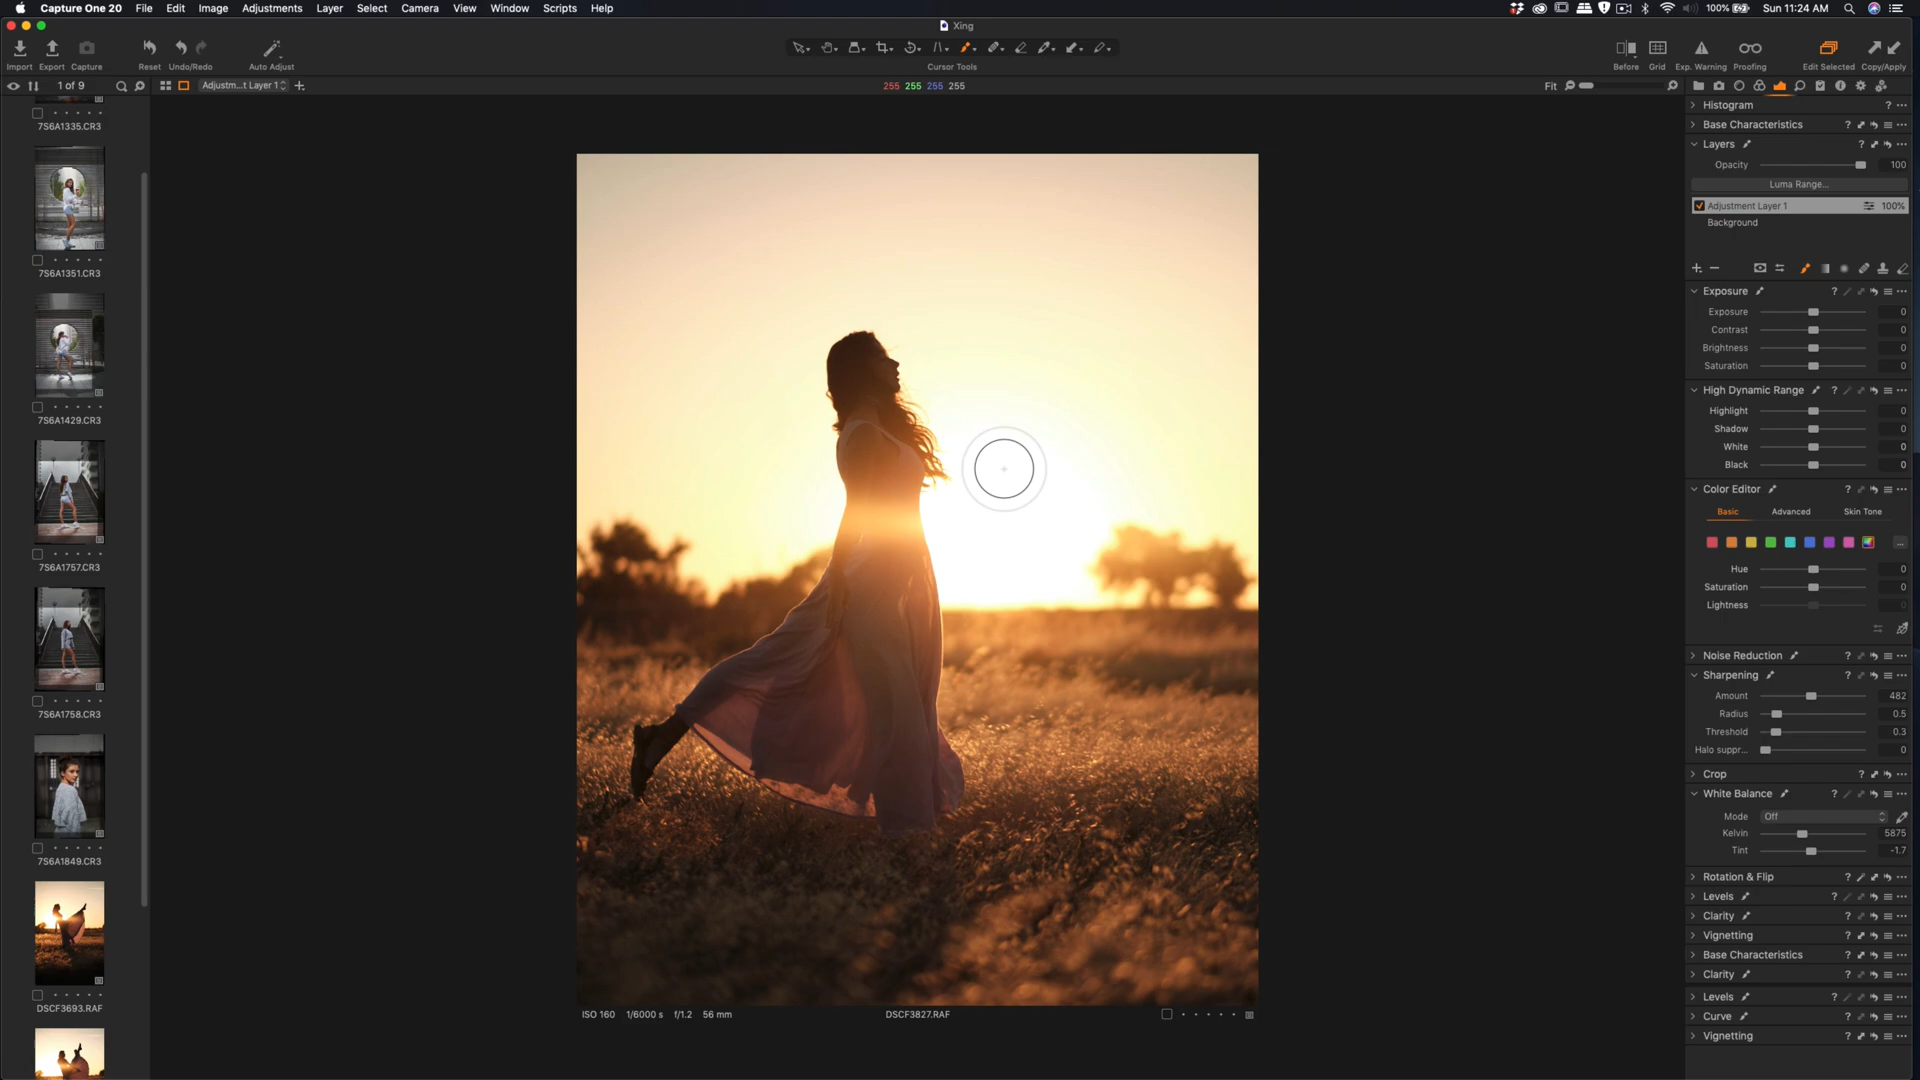 Capture One 20 File Edit Image Adjustments Layer Select Camera View Window Scripts Help 100% Sun 11:24 AM
Xing
Import Export Capture Reset Undo/Redo Auto Adjust Cursor Tools Before Grid Exp. Warning Proofing Edit Selected Copy/Apply
1 of 9 Adjustm...t Layer 1 255 255 255 255 Fit
7S6A1335.CR3
7S6A1351.CR3
7S6A1429.CR3
7S6A1757.CR3
7S6A1758.CR3
7S6A1849.CR3
DSCF3693.RAF
ISO 160 1/6000 s f/1.2 56 mm DSCF3827.RAF
Histogram ? ...
Base Characteristics ? ...
Layers ? ...
Opacity 100
Luma Range...
Adjustment Layer 1 100%
Background
Exposure ? ...
Exposure 0
Contrast 0
Brightness 0
Saturation 0
High Dynamic Range ? ...
Highlight 0
Shadow 0
White 0
Black 0
Color Editor ? ...
Basic Advanced Skin Tone
...
Hue 0
Saturation 0
Lightness 0
Noise Reduction ? ...
Sharpening ? ...
Amount 482
Radius 0.5
Threshold 0.3
Halo suppr... 0
Crop ? ...
White Balance ? ...
Mode Off
Kelvin 5875
Tint -1.7
Rotation & Flip ? ...
Levels ? ...
Clarity ? ...
Vignetting ? ...
Base Characteristics ? ...
Clarity ? ...
Levels ? ...
Curve ? ...
Vignetting ? ...